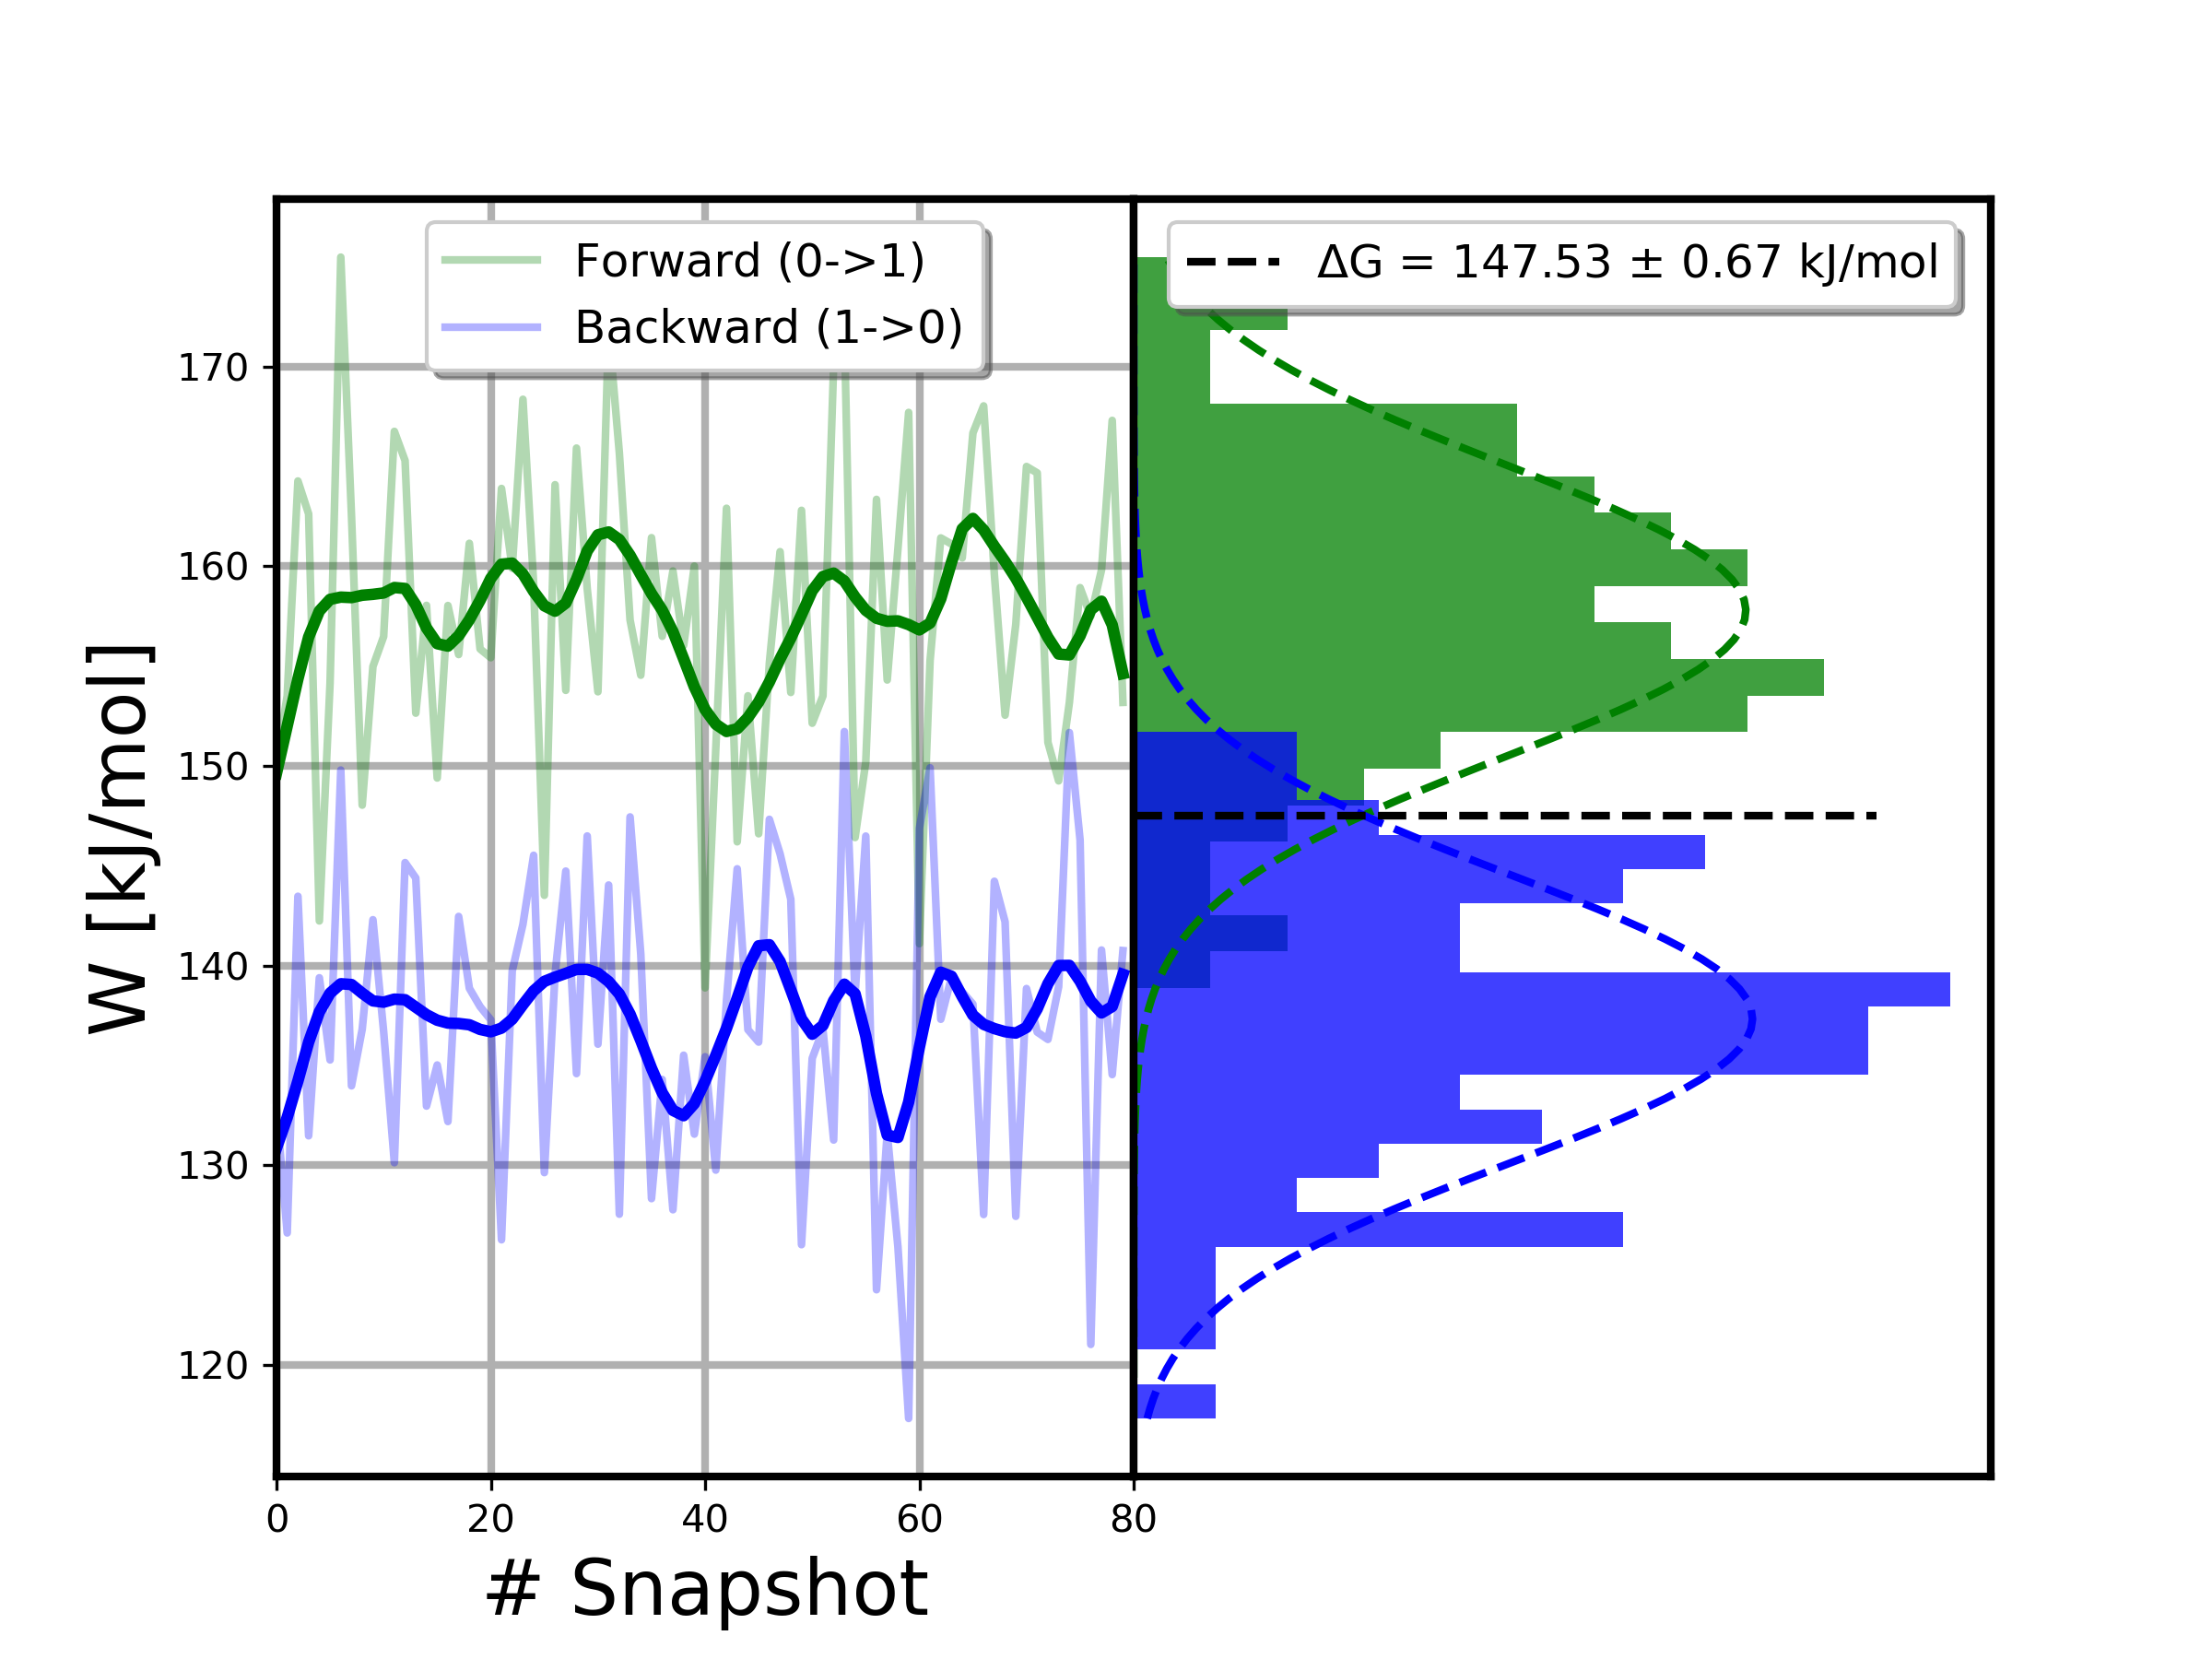 Forward (0->1)
Backward (1->0)
ΔG = 147.53 ± 0.67 kJ/mol
W [kJ/mol]
170
160
150
140
130
120
0 20 40 60 80
# Snapshot